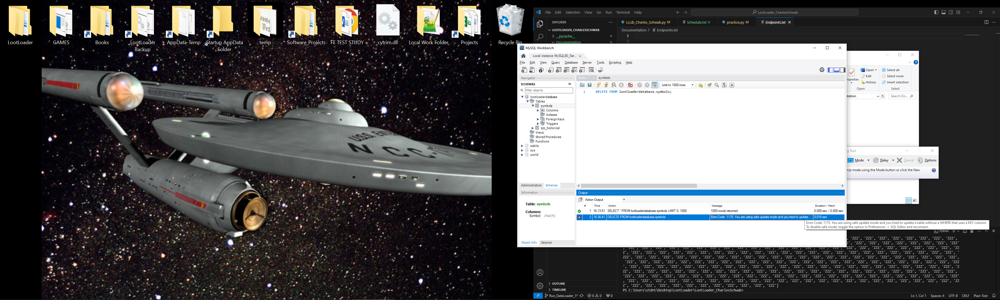 LootLoader
GAMES
Books
LootLoader Backup
AppData-Temp
Startup AppData Folder
temp
Software_Projects
FE TEST STUDY
cytrim.dll
Local Work Folder
Projects
Recycle Bin
U.S.S. ENT
NCC-1
File Edit Selection View Go Run Terminal Help
LootLoader_CharlesSchwab
EXPLORER
LOOTLOADER_CHARLESSCHWAB
__pycache__
Documentation
LLLib_Charles_Schwab.py M
Schedule.txt U
practice.py M
Endpoints.txt
Documentation > Endpoints.txt
1
2
MySQL Workbench
Local instance MySQL80_Ser...
File Edit View Query Database Server Tools Scripting Help
Navigator
SCHEMAS
Filter objects
lootloaderdatabase
Tables
symbols
Columns
Indexes
Foreign Keys
Triggers
zzz_historical
Views
Stored Procedures
Functions
sakila
sys
world
Administration Schemas
Information
Table: symbols
Columns:
Symbol char(4)
Object Info Session
Query 1
symbols
Limit to 1000 rows
1 DELETE FROM lootloaderdatabase.symbols;
Output
Action Output
# Time Action Message Duration / Fetch
1 16:13:51 SELECT * FROM lootloaderdatabase.symbols LIMIT 0, 1000 1000 row(s) returned 0.000 sec / 0.000 sec
2 16:36:41 DELETE FROM lootloaderdatabase.symbols Error Code: 1175. You are using safe update mode and you tried to update ... 0.016 sec
Error Code: 1175. You are using safe update mode and you tried to update a table without a WHERE that uses a KEY column.
To disable safe mode, toggle the option in Preferences -> SQL Editor and reconnect.
operties
Open
Edit
History
Open
Select all
Select none
Invert selection
Select
tation
Search Do...
g Tool
Mode Delay Cancel Options
nip mode using the Mode button or click the New
Python
OUTLINE
TIMELINE
Z', 'ZZZ', 'ZZZ', 'ZZZ', 'ZZZ', 'ZZZ', 'ZZZ', 'ZZZ', 'ZZZ', 'ZZZ', 'ZZZ', 'ZZZ']
PS C:\Users\stdnt\Desktop\LootLoader\LootLoader_CharlesSchwab>
Run_DataLoader_1*
0 0
0
Ln 1, Col 1 Spaces: 4 UTF-8 CRLF Plain Text